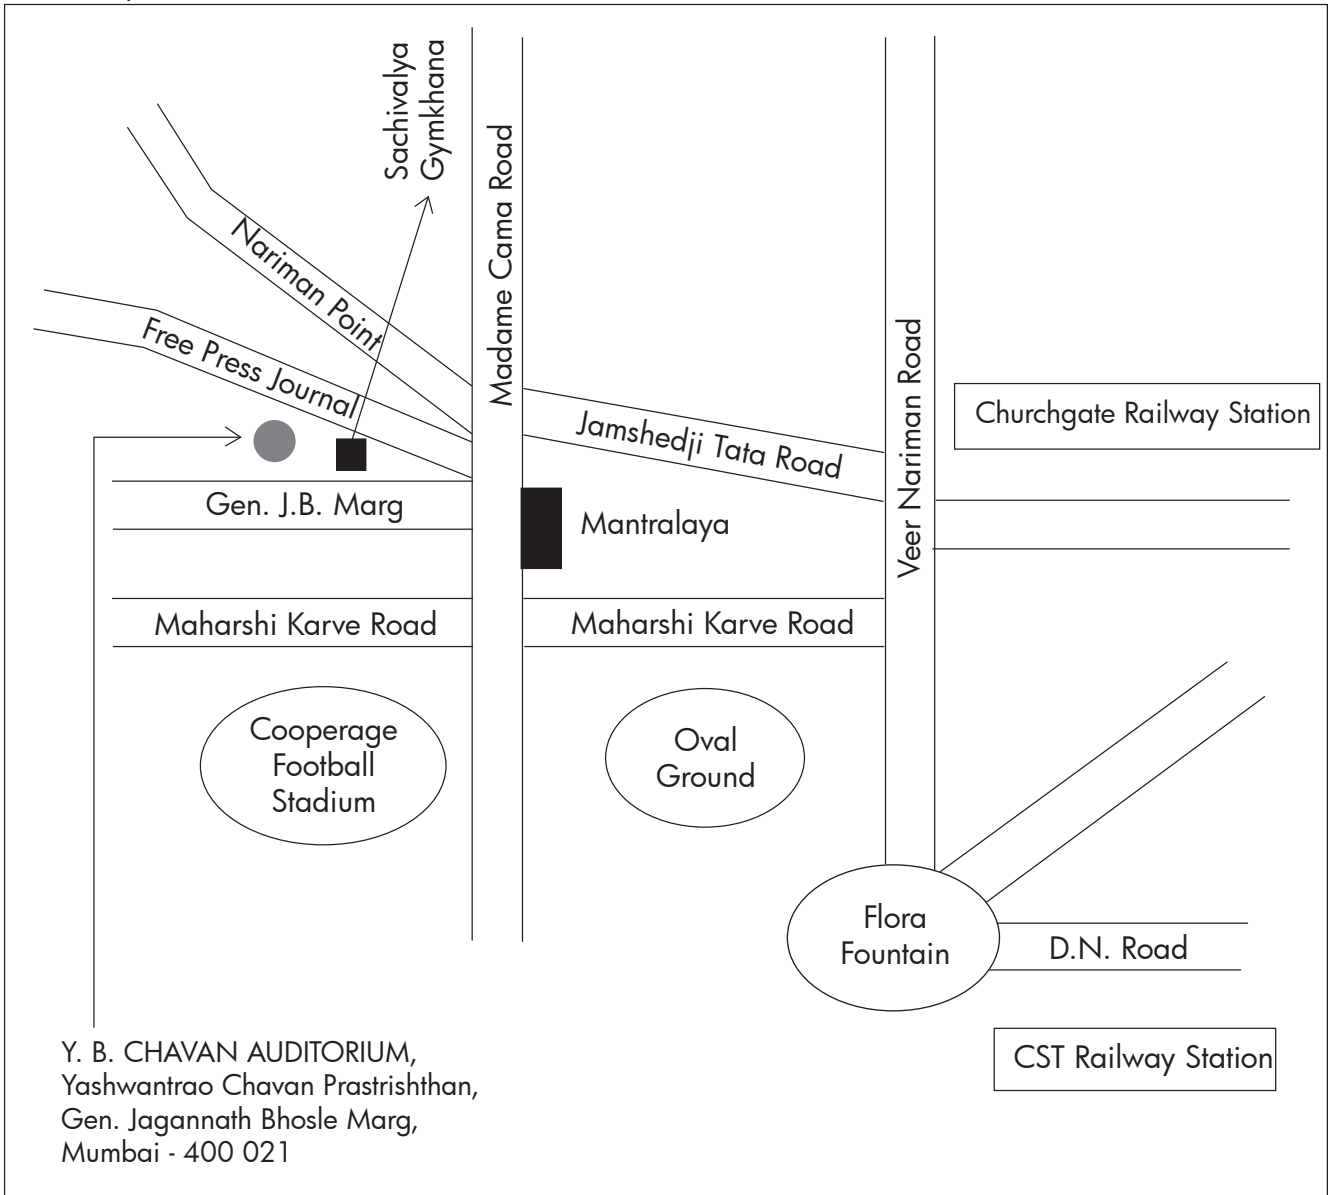 Sachivalya
Gymkhana
Madame Cama Road
Nariman Point
Free Press Journal
Veer Nariman Road
Churchgate Railway Station
Jamshedji Tata Road
Gen. J.B. Marg
Mantralaya
Maharshi Karve Road
Maharshi Karve Road
Cooperage
Football
Stadium
Oval
Ground
Flora
Fountain
D.N. Road
CST Railway Station
Y. B. CHAVAN AUDITORIUM,
Yashwantrao Chavan Prastrishthan,
Gen. Jagannath Bhosle Marg,
Mumbai - 400 021